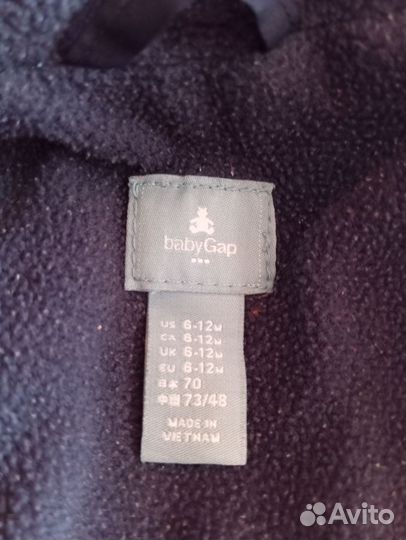 babyGap
US 6-12M
CA 6-12M
UK 6-12M
EU 6-12M
日本 70
中國 73/48
MADE IN
VIETNAM
Avito